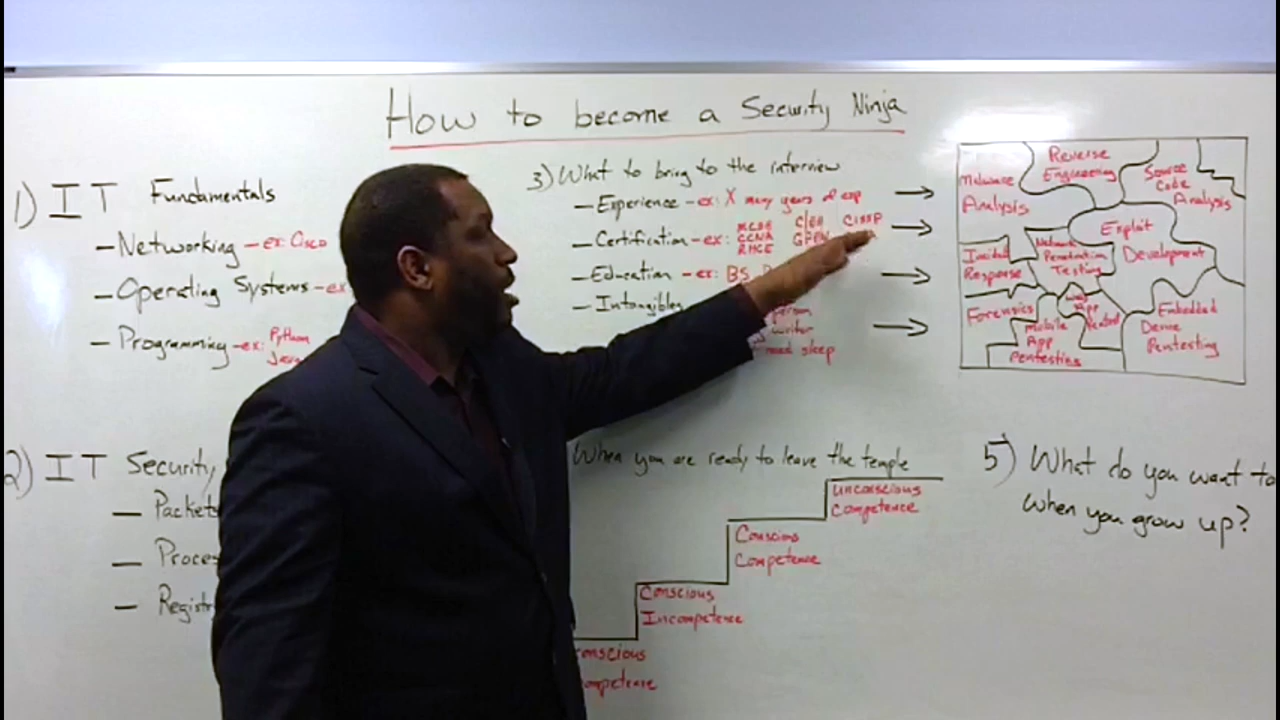 How to become a Security Ninja
1) IT Fundamentals
– Networking – ex: Cisco
– Operating Systems – ex
– Programming – ex: Python
Java
2) IT Security
– Packets
– Proces
– Registr
3) What to bring to the interview
– Experience – ex: X many years of exp
– Certification – ex: MCSE C|EH CISSP
CCNA GPEN
RHCE
– Education – ex: BS
– Intangibles
person
writer
need sleep
When you are ready to leave the temple
unconscious
Competence
Conscious
Competence
Conscious
Incompetence
conscious
competence
Malware
Analysis
Reverse
Engineering
Source
Code
Analysis
Exploit
Development
Incident
Response
Network
Penetration
Testing
Forensics
Web
App
Pentest
Mobile
App
Pentesting
Embedded
Device
Pentesting
5) What do you want to
when you grow up?